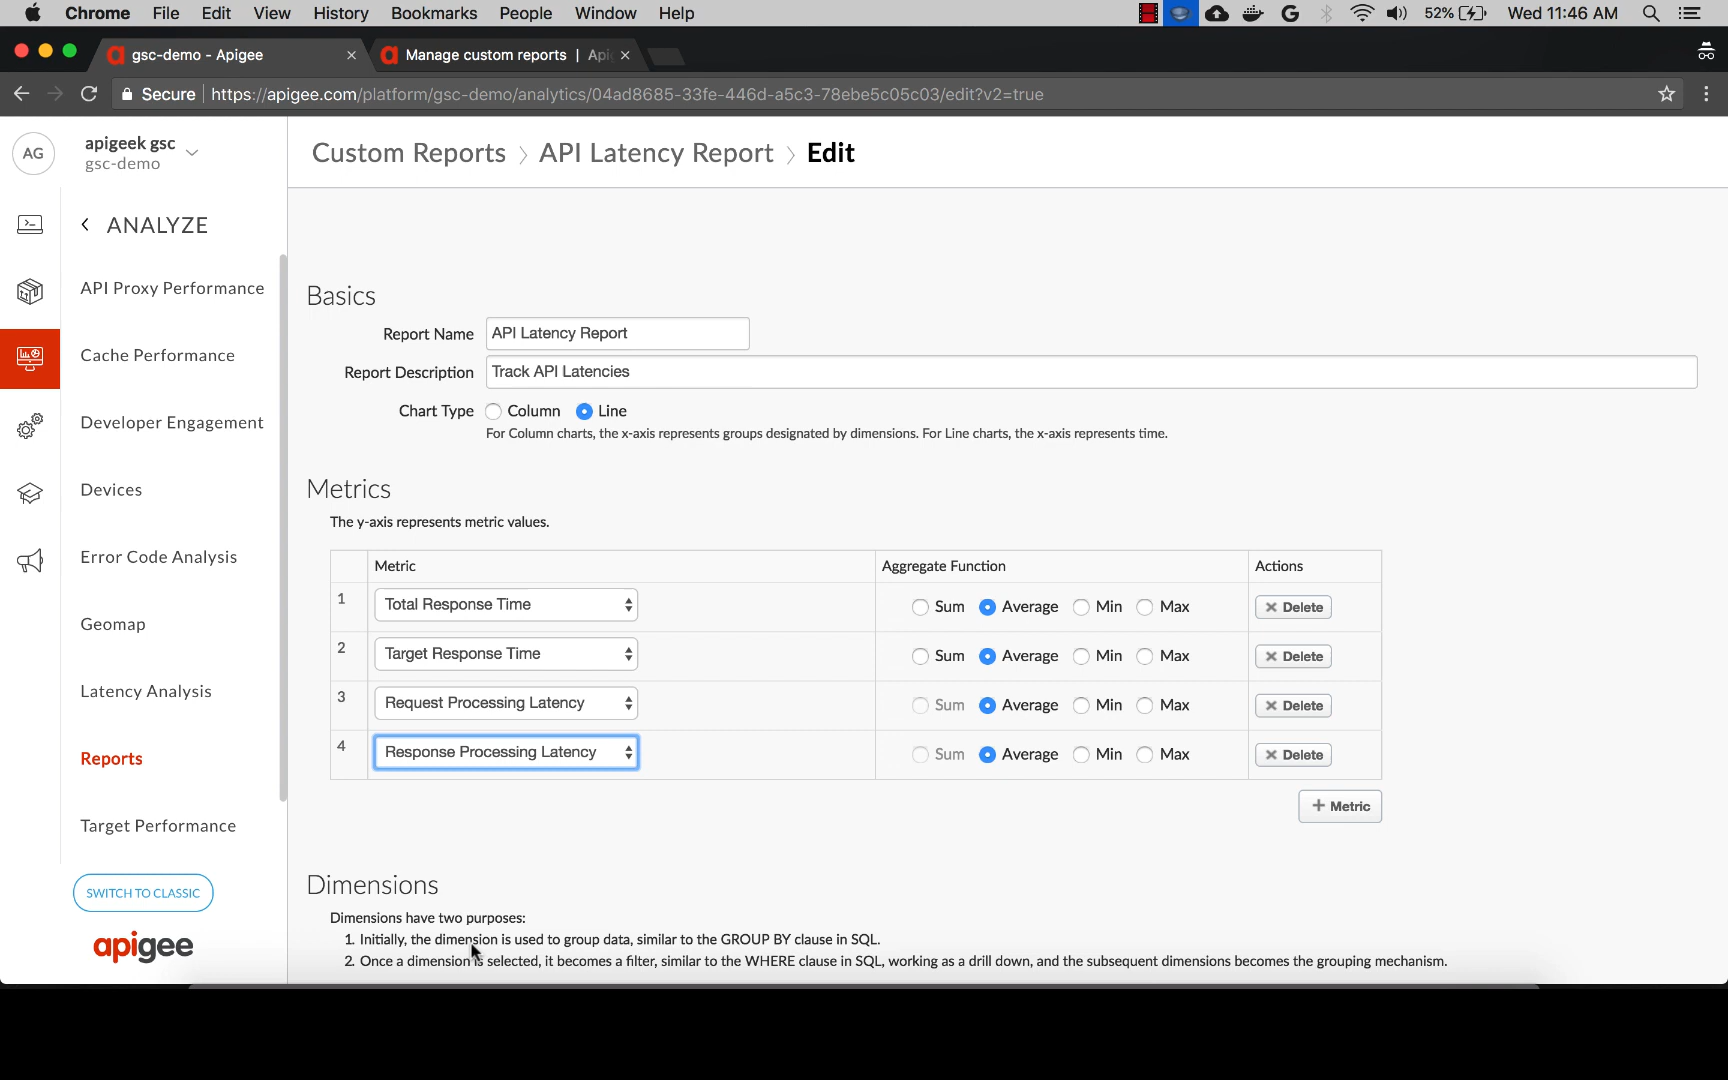 Chrome File Edit View History Bookmarks People Window Help 52% Wed 11:46 AM
gsc-demo - Apigee Manage custom reports | Api
Secure https://apigee.com/platform/gsc-demo/analytics/04ad8685-33fe-446d-a5c3-78ebe5c05c03/edit?v2=true
AG
apigeek gsc
gsc-demo
ANALYZE
API Proxy Performance
Cache Performance
Developer Engagement
Devices
Error Code Analysis
Geomap
Latency Analysis
Reports
Target Performance
SWITCH TO CLASSIC
apigee
Custom Reports > API Latency Report > Edit
Basics
Report Name API Latency Report
Report Description Track API Latencies
Chart Type Column Line
For Column charts, the x-axis represents groups designated by dimensions. For Line charts, the x-axis represents time.
Metrics
The y-axis represents metric values.
Metric Aggregate Function Actions
1 Total Response Time Sum Average Min Max Delete
2 Target Response Time Sum Average Min Max Delete
3 Request Processing Latency Sum Average Min Max Delete
4 Response Processing Latency Sum Average Min Max Delete
+ Metric
Dimensions
Dimensions have two purposes:
1. Initially, the dimension is used to group data, similar to the GROUP BY clause in SQL.
2. Once a dimension is selected, it becomes a filter, similar to the WHERE clause in SQL, working as a drill down, and the subsequent dimensions becomes the grouping mechanism.